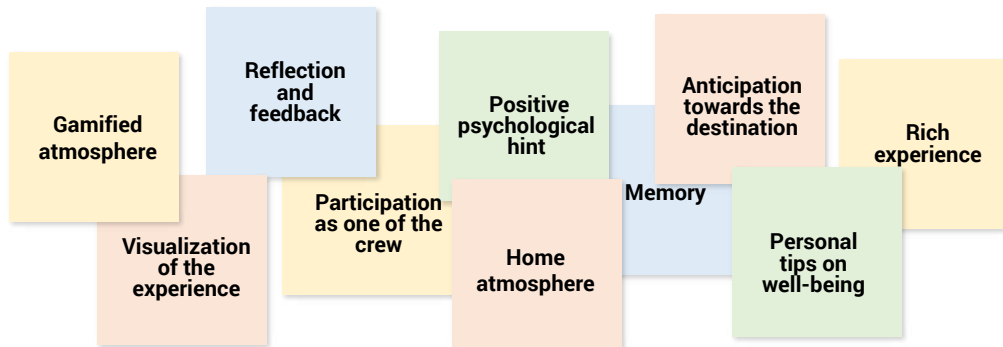 Gamified
atmosphere
Reflection
and
feedback
Visualization
of the
experience
Participation
as one of the
crew
Positive
psychological
hint
Home
atmosphere
Memory
Anticipation
towards the
destination
Personal
tips on
well-being
Rich
experience